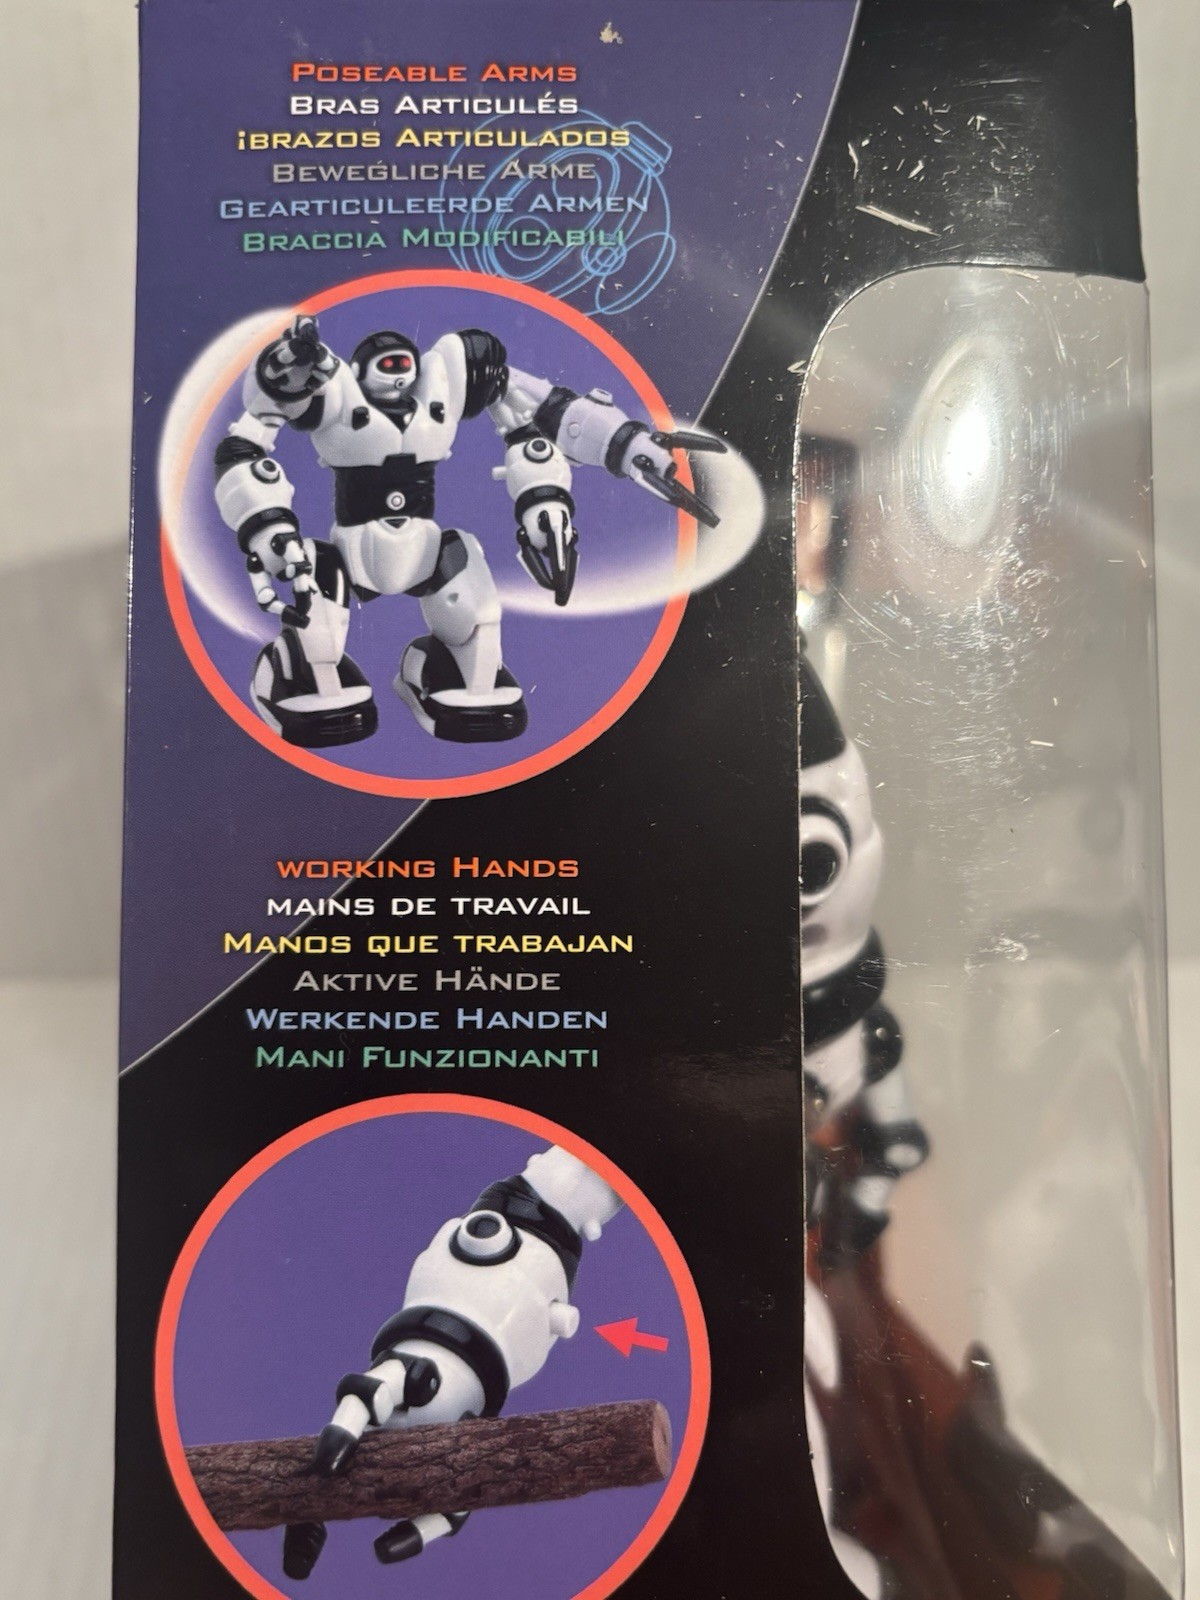 POSEABLE ARMS
BRAS ARTICULÉS
¡BRAZOS ARTICULADOS
BEWEGLICHE ARME
GEARTICULEERDE ARMEN
BRACCIA MODIFICABILI
WORKING HANDS
MAINS DE TRAVAIL
MANOS QUE TRABAJAN
AKTIVE HÄNDE
WERKENDE HANDEN
MANI FUNZIONANTI